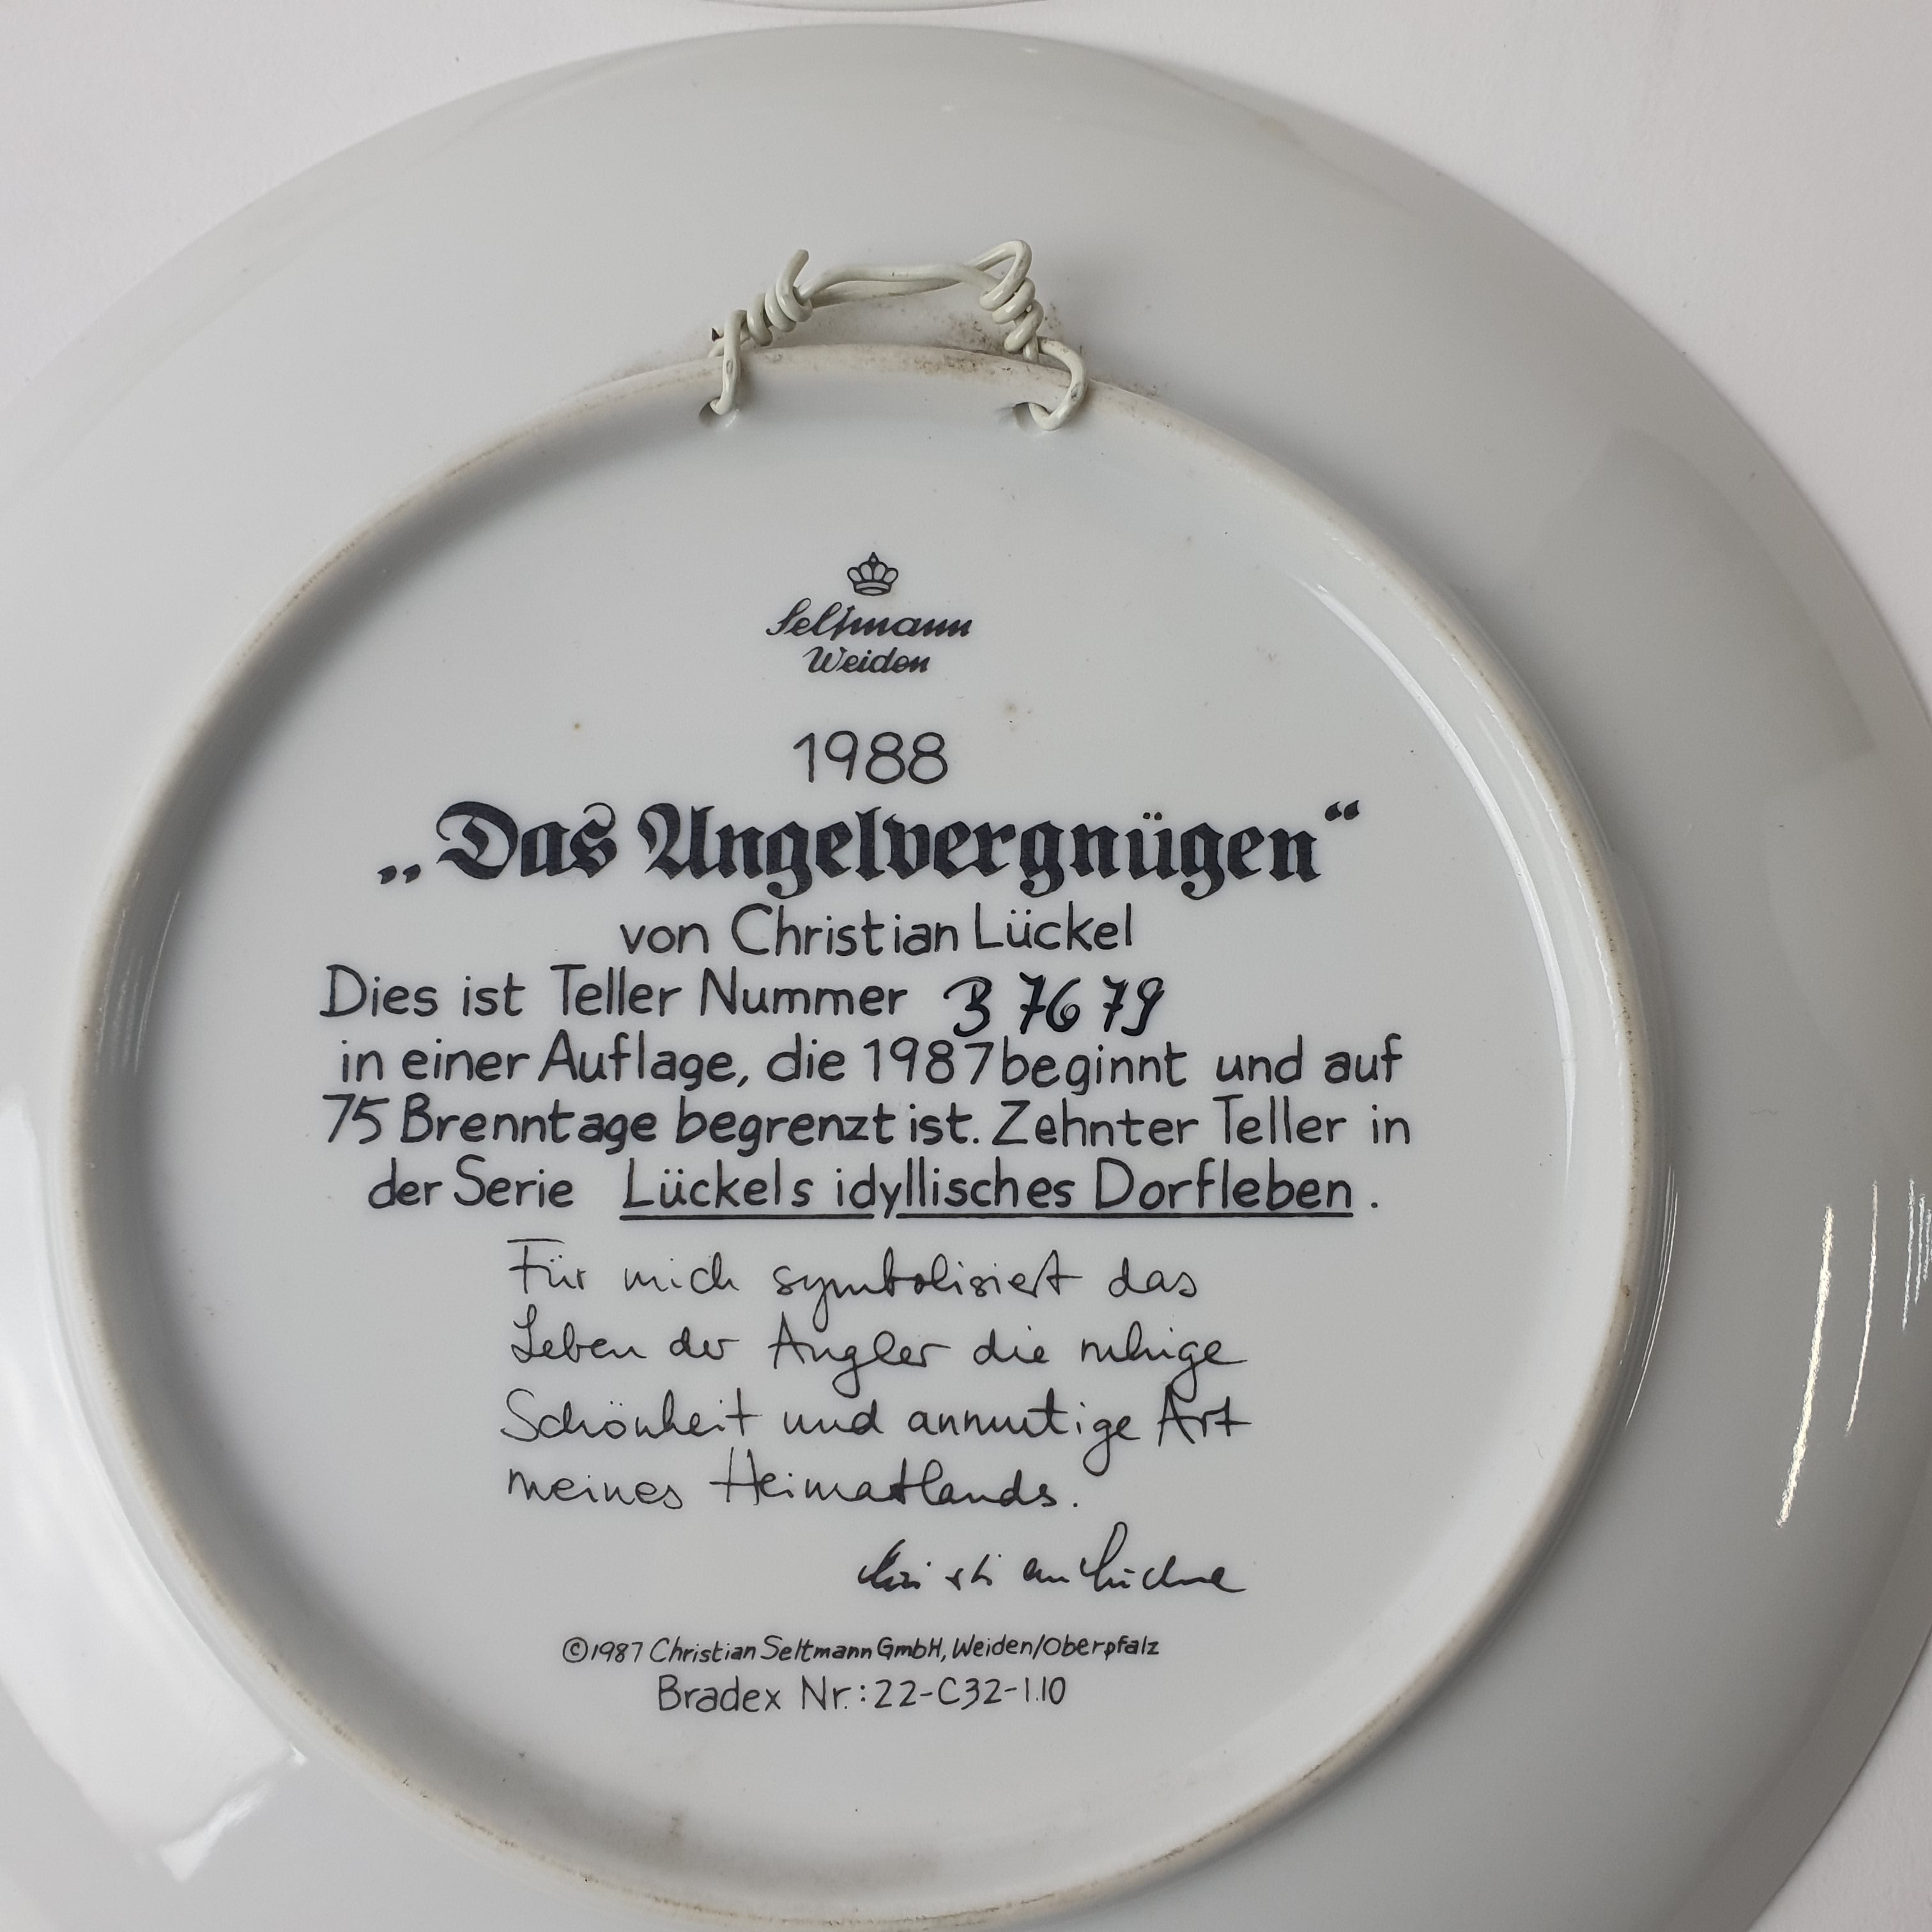 Seltmann
Weiden
1988
„Das Angelvergnügen“
von Christian Lückel
Dies ist Teller Nummer B 7679
in einer Auflage, die 1987 beginnt und auf
75 Brenntage begrenzt ist. Zehnter Teller in
der Serie Lückels idyllisches Dorfleben.
Für mich symbolisiert das
Leben der Angler die ruhige
Schönheit und anmutige Art
meines Heimatlands.
Christian Lückel
©1987 Christian Seltmann GmbH, Weiden/Oberpfalz
Bradex Nr.: 22-C32-1.10